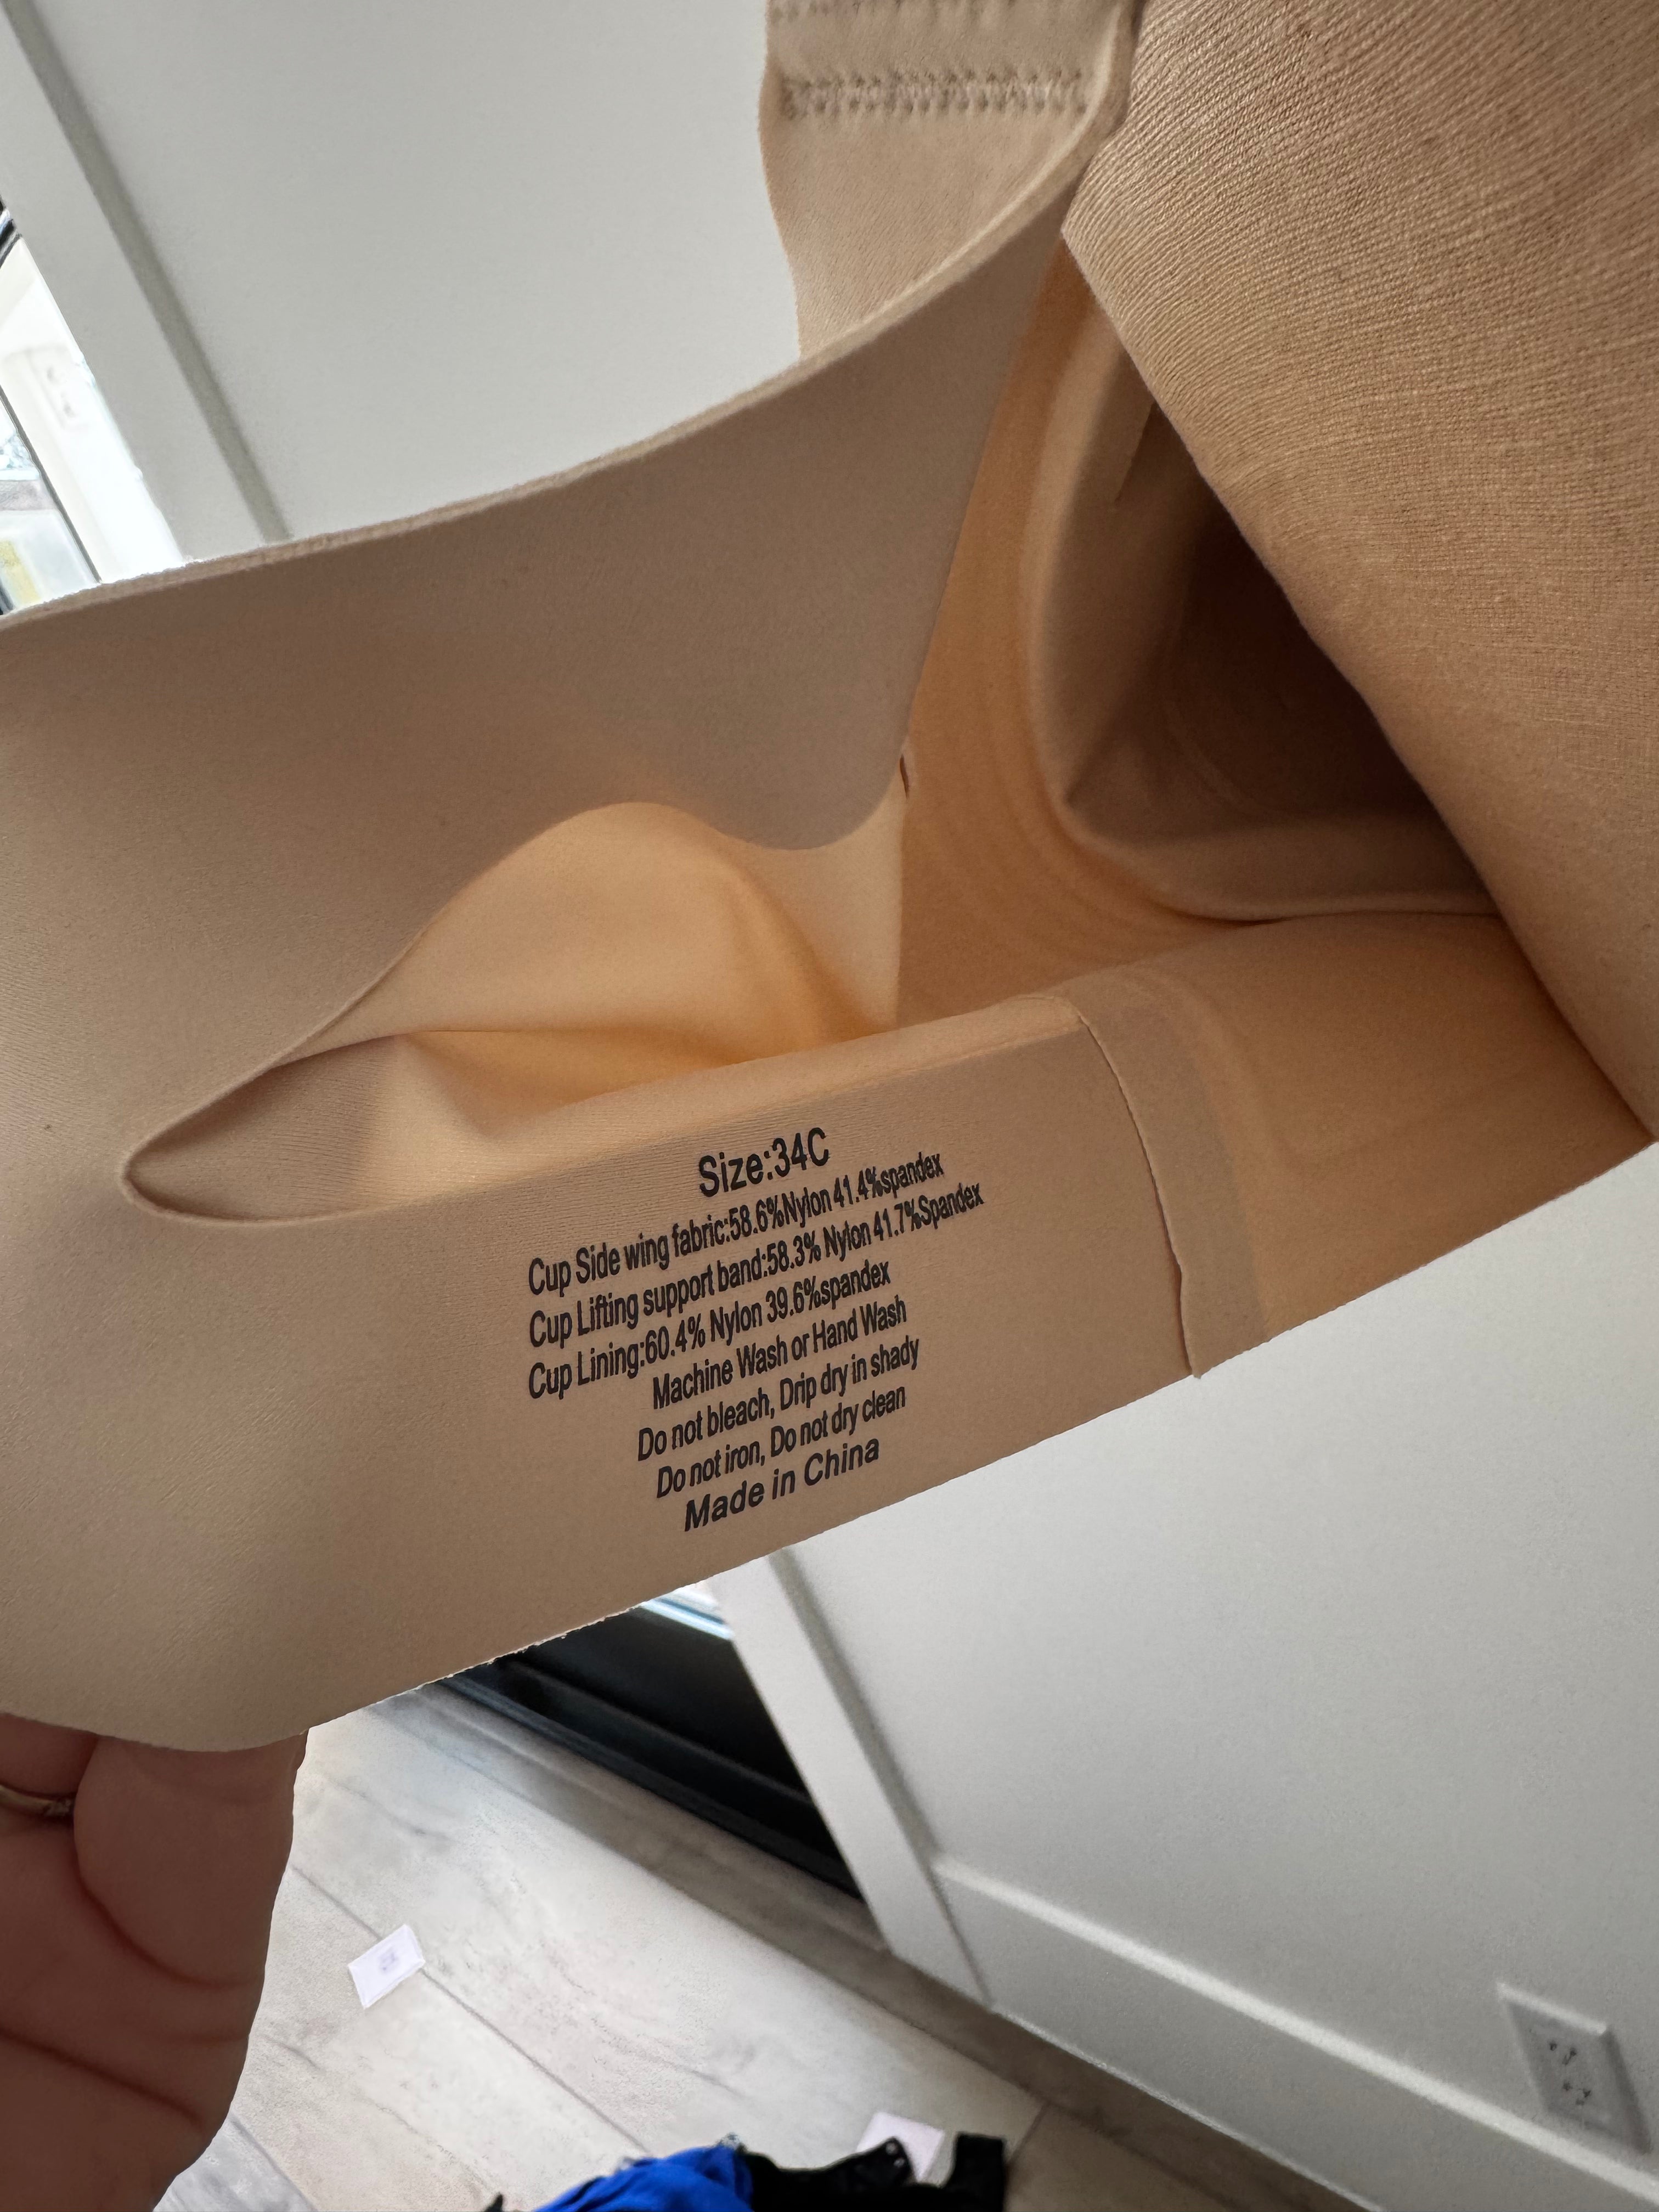 Size:34C
Cup Side wing fabric:58.6%Nylon 41.4%spandex
Cup Lifting support band:58.3% Nylon 41.7%Spandex
Cup Lining:60.4% Nylon 39.6%spandex
Machine Wash or Hand Wash
Do not bleach, Drip dry in shady
Do not iron, Do not dry clean
Made in China